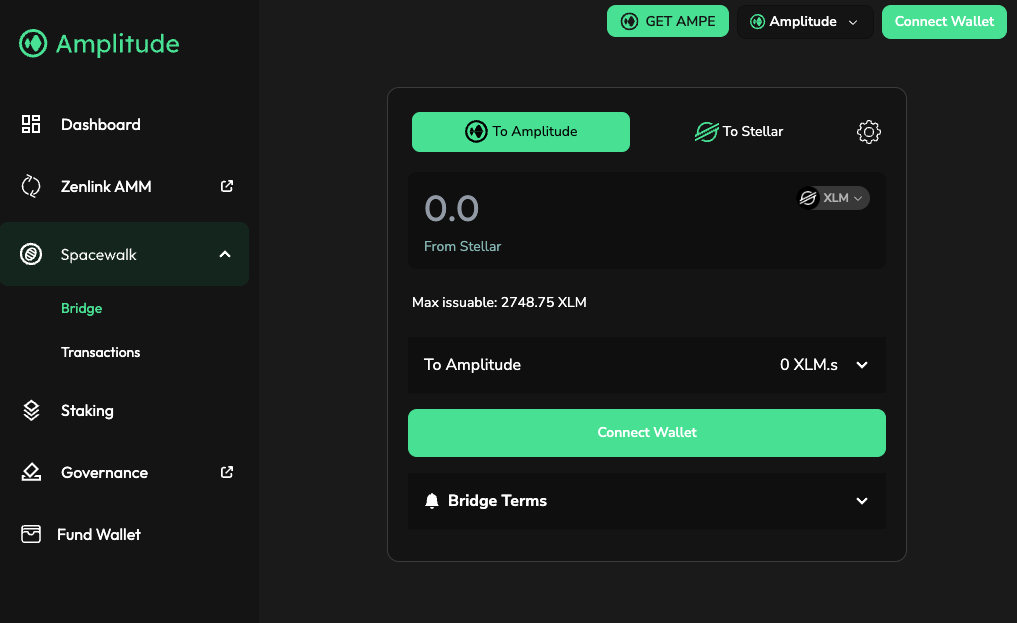 Amplitude
GET AMPE
Amplitude
Connect Wallet
Dashboard
Zenlink AMM
Spacewalk
Bridge
Transactions
Staking
Governance
Fund Wallet
To Amplitude
To Stellar
0.0
XLM
From Stellar
Max issuable: 2748.75 XLM
To Amplitude
0 XLM.s
Connect Wallet
Bridge Terms